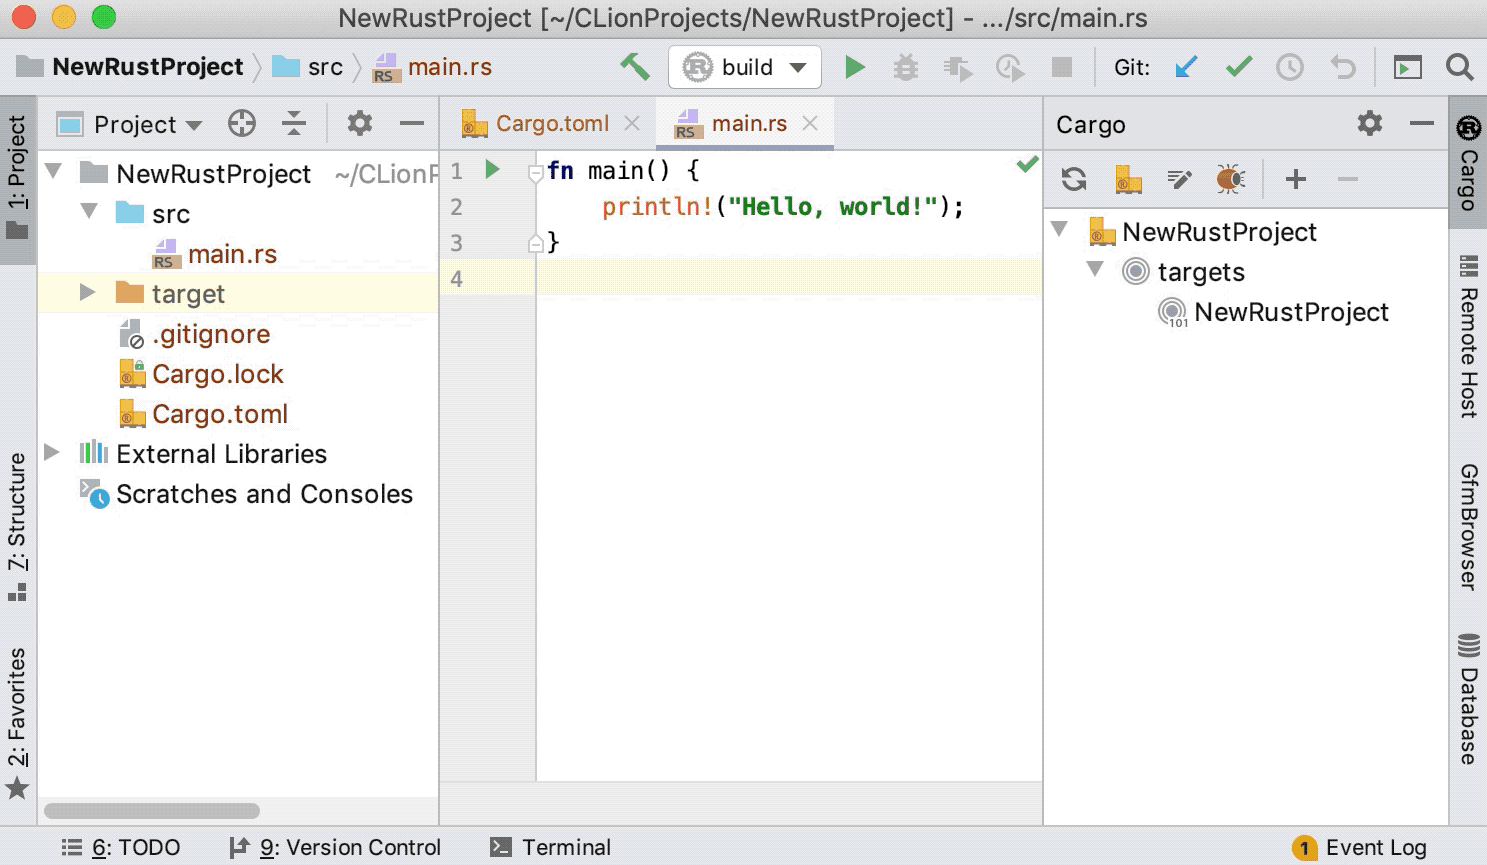 NewRustProject [~/CLionProjects/NewRustProject] - .../src/main.rs
NewRustProject src main.rs build Git:
1: Project
7: Structure
2: Favorites
Project
NewRustProject ~/CLionP
src
main.rs
target
.gitignore
Cargo.lock
Cargo.toml
External Libraries
Scratches and Consoles
Cargo.toml main.rs
1 fn main() {
2 println!("Hello, world!");
3 }
4
Cargo
NewRustProject
targets
NewRustProject
Cargo
Remote Host
GfmBrowser
Database
6: TODO 9: Version Control Terminal 1 Event Log